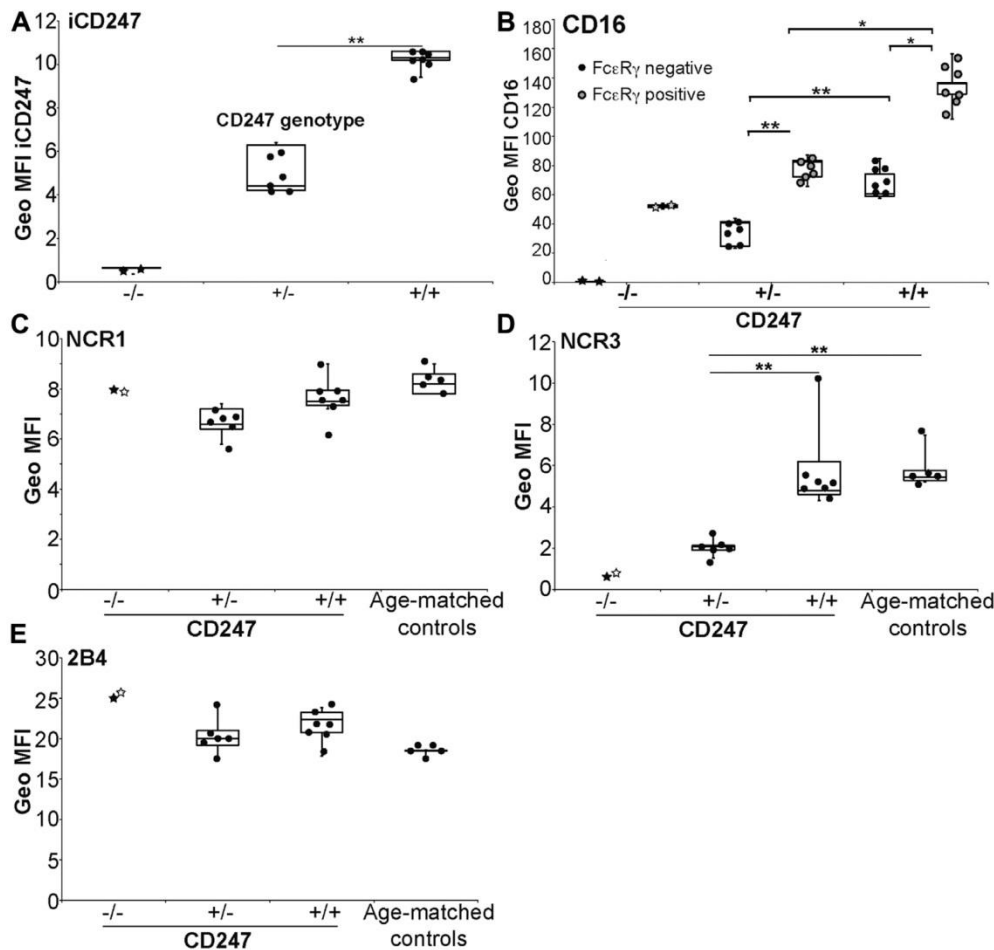 A iCD247
Geo MFI iCD247
12
10
8
6
4
2
0
**
CD247 genotype
-/- +/- +/+
B CD16
Geo MFI CD16
180
160
140
120
100
80
60
40
20
0
FcεRγ negative
FcεRγ positive
*
*
**
**
-/- +/- +/+
CD247
C NCR1
Geo MFI
10
8
6
4
2
0
-/- +/- +/+ Age-matched
CD247 controls
D NCR3
Geo MFI
12
10
8
6
4
2
0
**
**
-/- +/- +/+ Age-matched
CD247 controls
E 2B4
Geo MFI
30
25
20
15
10
5
0
-/- +/- +/+ Age-matched
CD247 controls